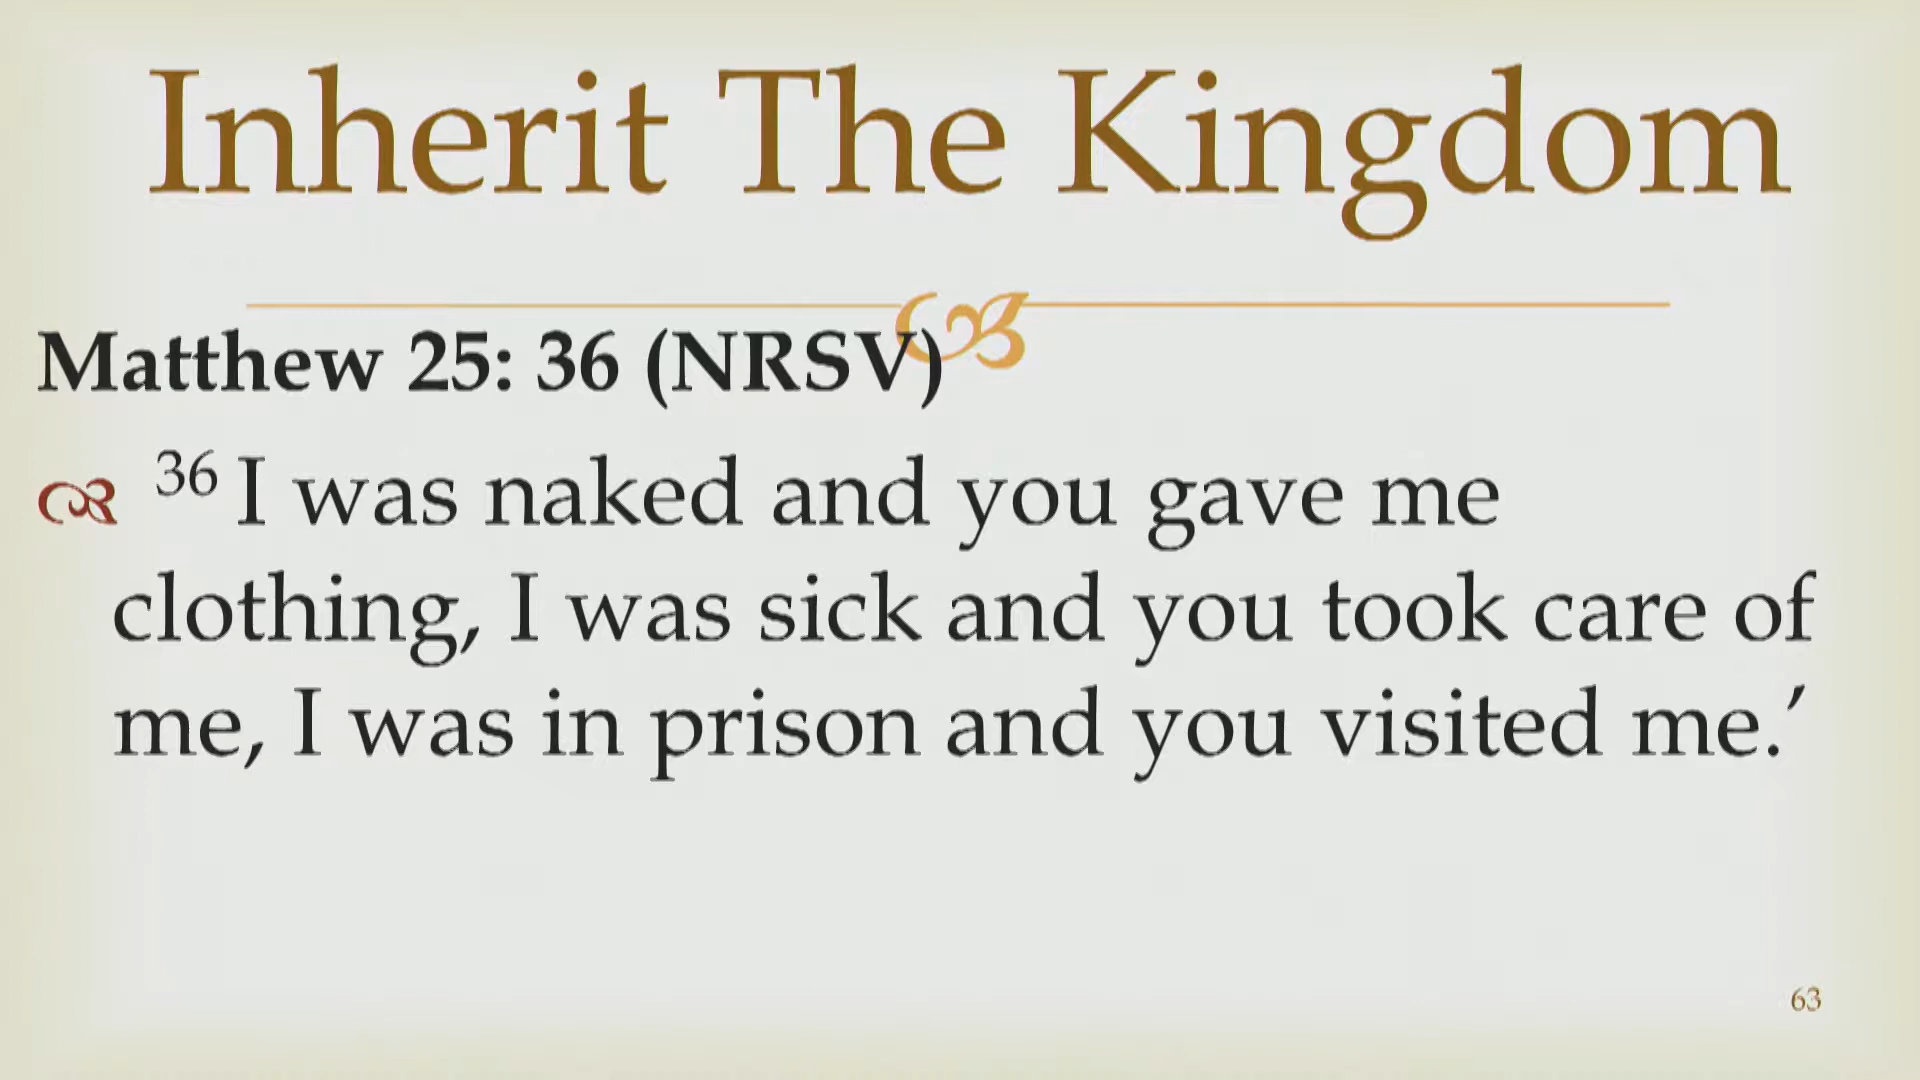 Inherit The Kingdom
Matthew 25: 36 (NRSV)
36 I was naked and you gave me
clothing, I was sick and you took care of
me, I was in prison and you visited me.’
63